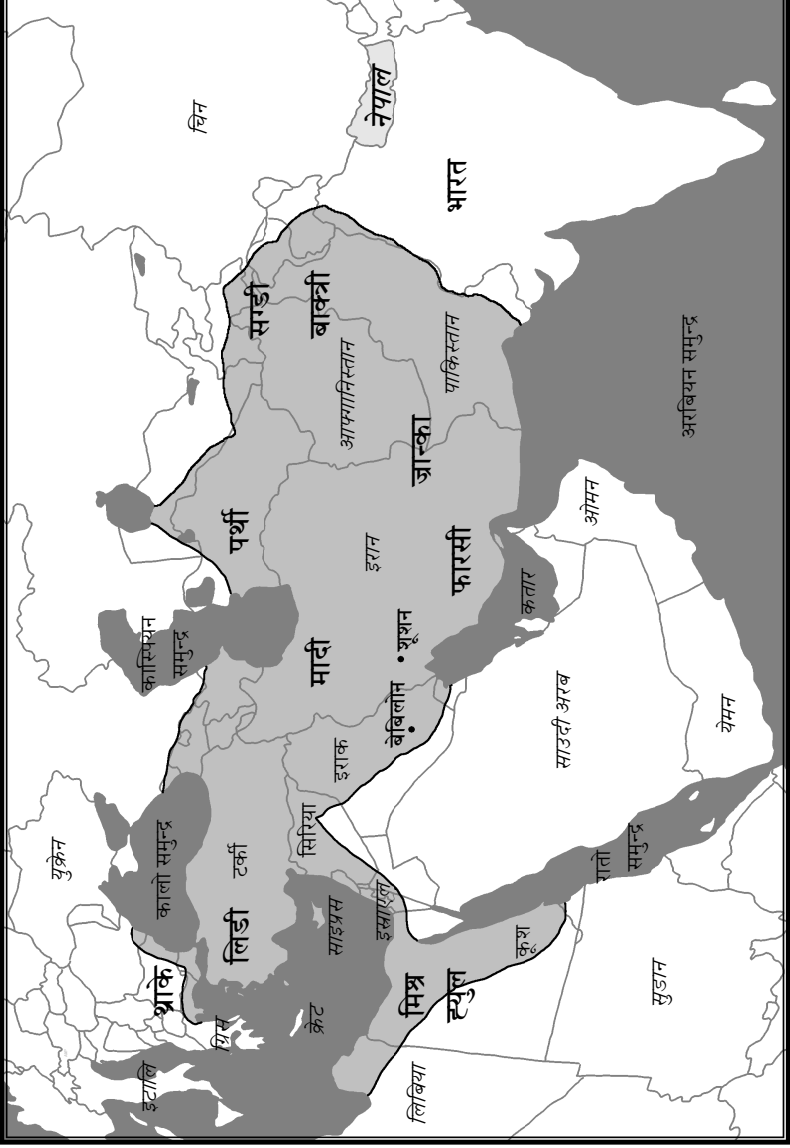 युक्रेन
इटालि
थ्राके
कालो समुन्द्र
कास्पियन
समुन्द्र
चिन
ग्रिस
लिडी
टर्की
पर्थी
सग्डी
क्रेट
साइप्रस
सिरिया
इराक
मादी
बाक्त्री
आफ्गानिस्तान
इरान
नेपाल
इस्राएल
बेबिलोन
शूशन
लिबिया
मिश्र
ज्रान्का
ह्युल
फारसी
पाकिस्तान
भारत
कूश
कतार
साउदी अरब
ओमन
रातो
समुन्द्र
सुडान
अरबियन समुन्द्र
येमन